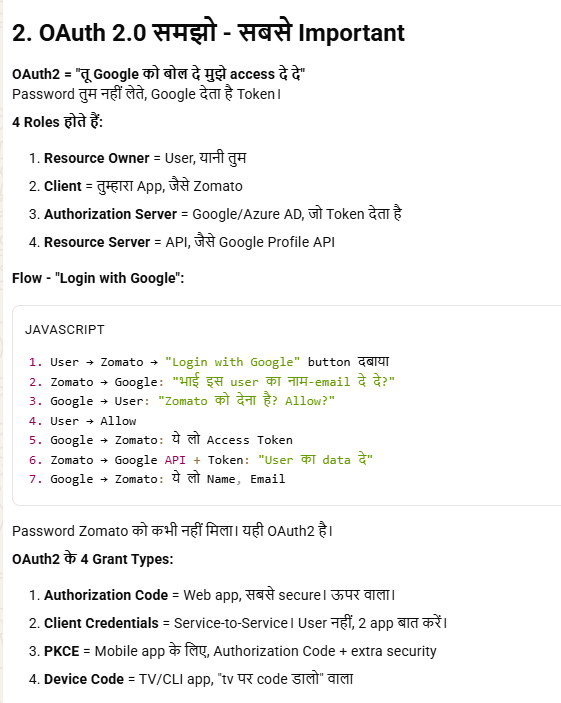 2. OAuth 2.0 समझो - सबसे Important
OAuth2 = "तू Google को बोल दे मुझे access दे दे"
Password तुम नहीं लेते, Google देता है Token।
4 Roles होते हैं:
1. Resource Owner = User, यानी तुम
2. Client = तुम्हारा App, जैसे Zomato
3. Authorization Server = Google/Azure AD, जो Token देता है
4. Resource Server = API, जैसे Google Profile API
Flow - "Login with Google":
JAVASCRIPT
1. User → Zomato → "Login with Google" button दबाया
2. Zomato → Google: "भाई इस user का नाम-email दे दे?"
3. Google → User: "Zomato को देना है? Allow?"
4. User → Allow
5. Google → Zomato: ये लो Access Token
6. Zomato → Google API + Token: "User का data दे"
7. Google → Zomato: ये लो Name, Email
Password Zomato को कभी नहीं मिला। यही OAuth2 है।
OAuth2 के 4 Grant Types:
1. Authorization Code = Web app, सबसे secure। ऊपर वाला।
2. Client Credentials = Service-to-Service। User नहीं, 2 app बात करें।
3. PKCE = Mobile app के लिए, Authorization Code + extra security
4. Device Code = TV/CLI app, "tv पर code डालो" वाला